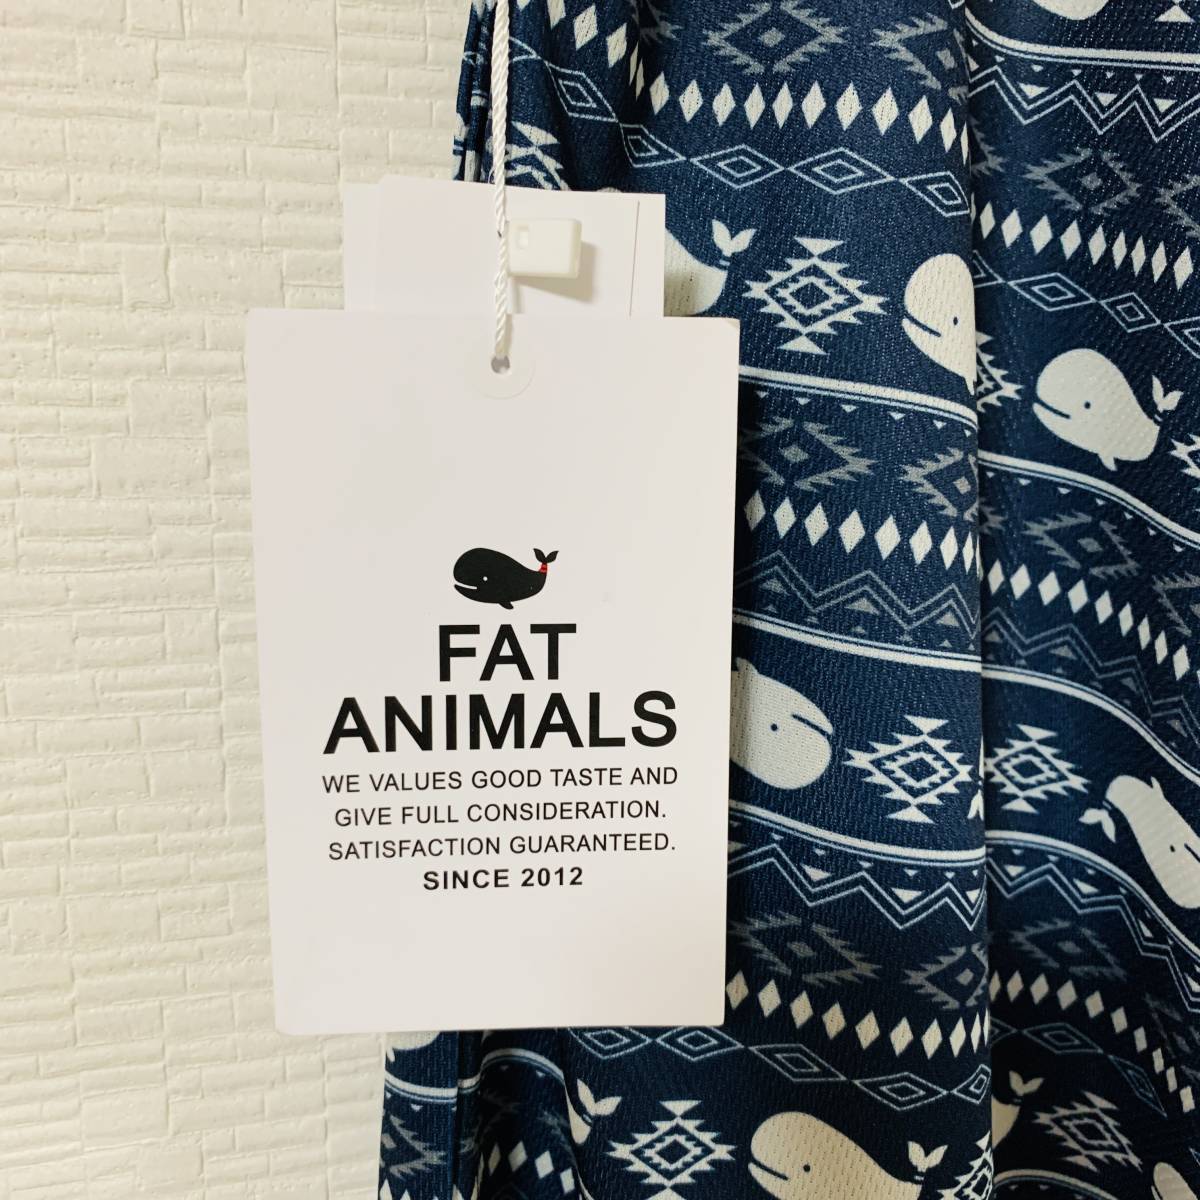 FAT
ANIMALS
WE VALUES GOOD TASTE AND
GIVE FULL CONSIDERATION.
SATISFACTION GUARANTEED.
SINCE 2012